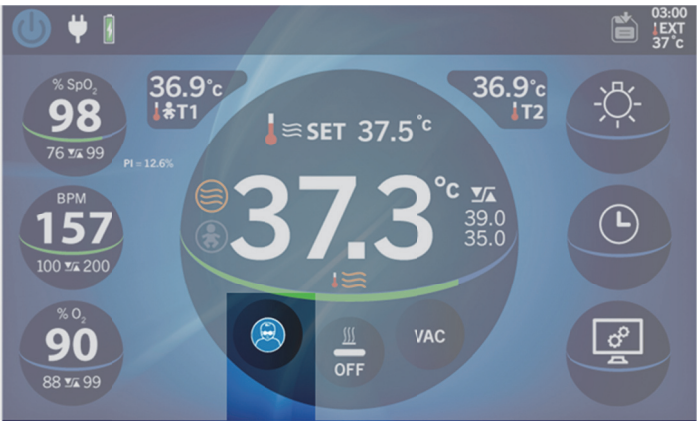 03:00
EXT
37°c
% SpO₂
98
76 99
PI = 12.6%
36.9°c
T1
36.9°c
T2
SET 37.5°c
37.3°c
39.0
35.0
BPM
157
100 200
% O₂
90
88 99
OFF
VAC